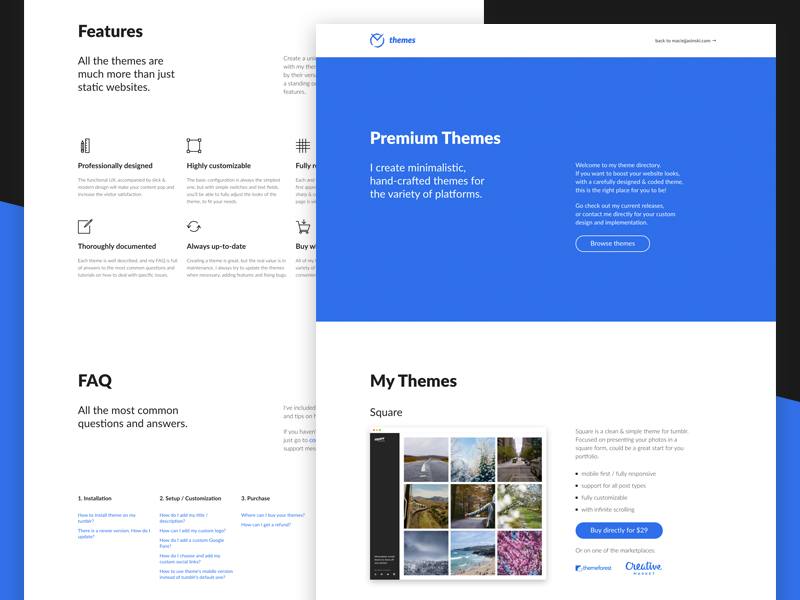 Features
All the themes are
much more than just
static websites.
Create a
with my
by their
a standing
features.
Professionally designed
The functional UX, accompanied by slick &
modern design will make your content pop and
increase the visitor satisfaction.
Highly customizable
The basic configuration is always the simplest
one, but with simple switches and text fields,
you'll be able to fully adjust the looks of the
theme, to fit your needs.
Fully
Each and
first
sharp &
page is
Thoroughly documented
Each theme is well described, and my FAQ is full
of answers to the most common questions and
tutorials on how to deal with specific issues.
Always up-to-date
Creating a theme is great, but the real value is in
maintenance. I always try to update the themes
when necessary, adding features and fixing bugs.
Buy
All of my
variety of
FAQ
All the most common
questions and answers.
I've included
and tips on
If you haven't
just go to
support
1. Installation
How to install theme on my
tumblr?
There is a newer version. How do I
update?
2. Setup / Customization
How do I add my title /
description?
How can I add my custom logo?
How do I add a custom Google
Font?
How do I choose and add my
custom social links?
How to use theme's mobile version
instead of tumblr's default one?
3. Purchase
Where can I buy your themes?
How can I get a refund?
themes
back to maciejjasinski.com →
Premium Themes
I create minimalistic,
hand-crafted themes for
the variety of platforms.
Welcome to my theme directory.
If you want to boost your website looks,
with a carefully designed & coded theme,
this is the right place for you to be!
Go check out my current releases,
or contact me directly for your custom
design and implementation.
Browse themes
My Themes
Square
Square is a clean & simple theme for tumblr.
Focused on presenting your photos in a
square grid, could be a great start for you
portfolio.
mobile first / fully responsive
support for all post types
fully customizable
with infinite scrolling
Buy directly for $29
Or on one of the marketplaces:
themeforest
Creative
MARKET